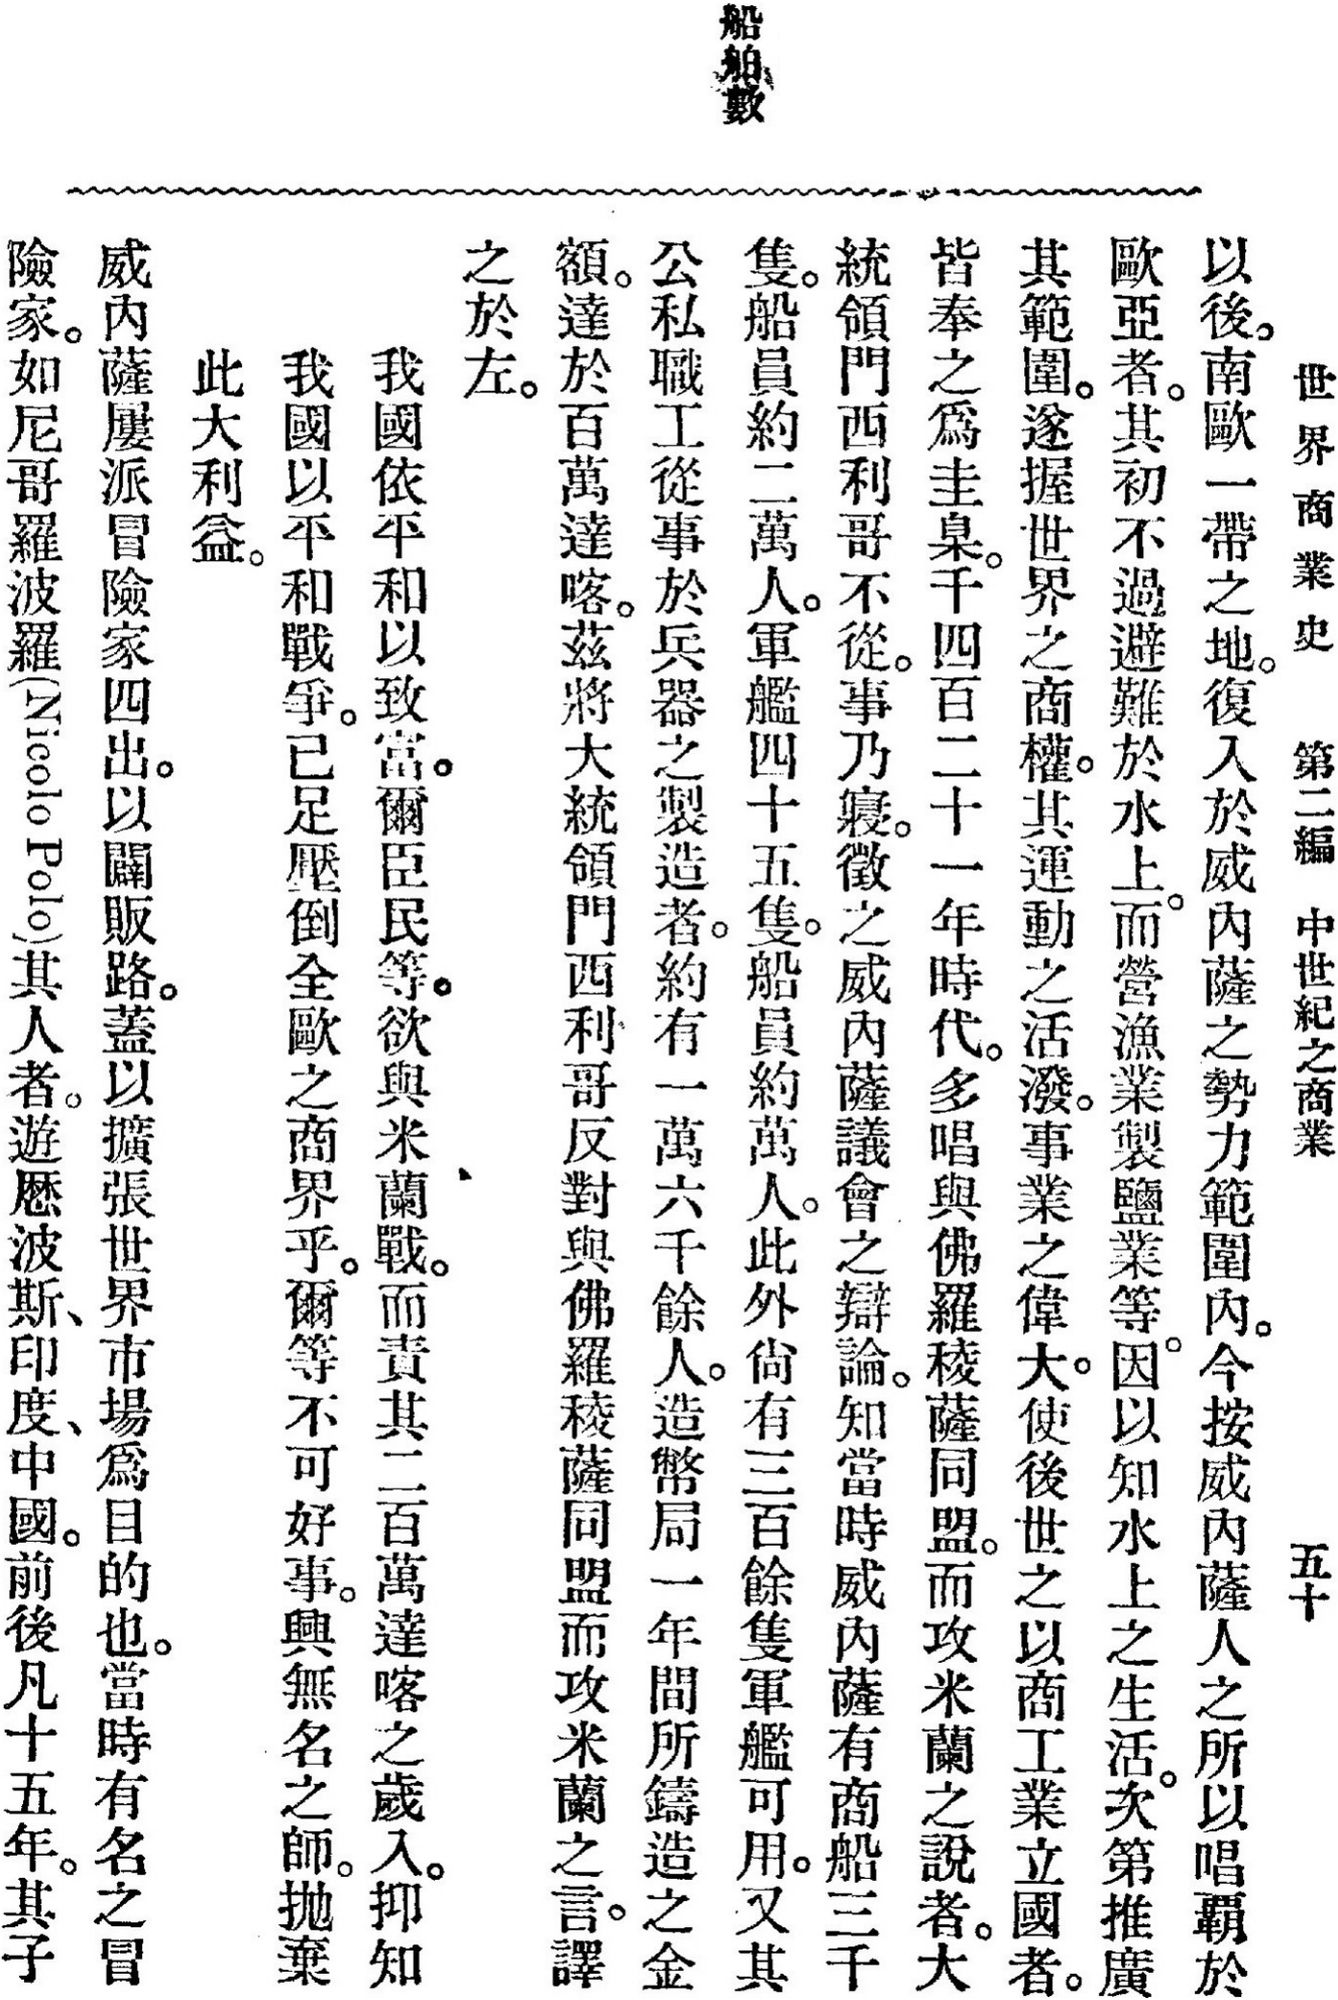 世界商業史　第二編　中世紀之商業　五十
船舶數
以後。南歐一帶之地。復入於威內薩之勢力範圍內。今按威內薩人之所以唱覇於
歐亞者。其初不過避難於水上。而營漁業製鹽業等。因以知水上之生活。次第推廣
其範圍。遂握世界之商權。其運動之活潑。事業之偉大。使後世之以商工業立國者。
皆奉之爲圭臬。千四百二十一年時代。多唱與佛羅稜薩同盟。而攻米蘭之說者。大
統領門西利哥不從。事乃寢。徵之威內薩議會之辯論。知當時威內薩有商船三千
隻。船員約二萬人。軍艦四十五隻。船員約萬人。此外尙有三百餘隻軍艦可用。又其
公私職工從事於兵器之製造者。約有一萬六千餘人。造幣局一年間所鑄造之金
額。達於百萬達喀。茲將大統領門西利哥反對與佛羅稜薩同盟而攻米蘭之言。譯
之於左。
我國依平和以致富。爾臣民等。欲與米蘭戰。而責其二百萬達喀之歲入。抑知
我國以平和戰爭。已足壓倒全歐之商界乎。爾等不可好事。興無名之師。抛棄
此大利益。
威內薩屢派冒險家四出。以闢販路。蓋以擴張世界市場爲目的也。當時有名之冒
險家。如尼哥羅波羅(Nicolo Polo)其人者。遊歷波斯、印度、中國。前後凡十五年。其子